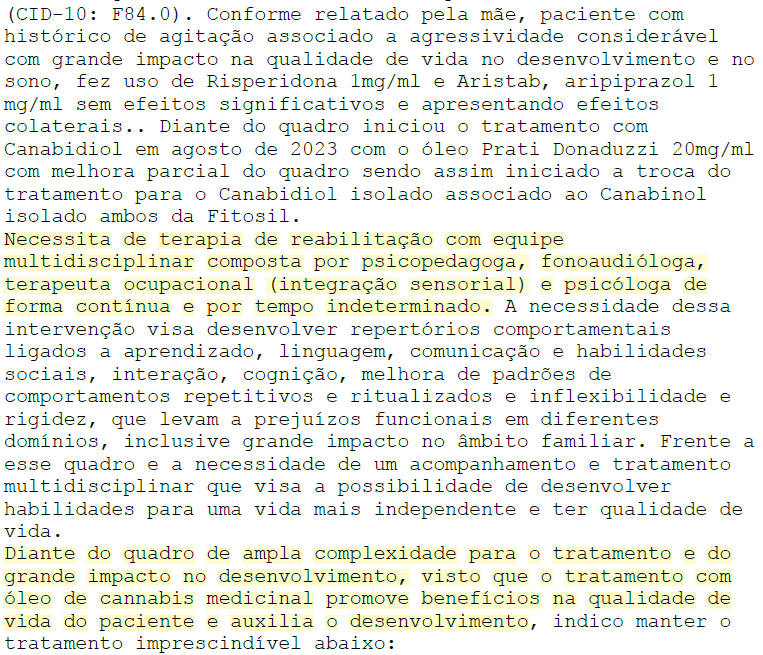 (CID-10: F84.0). Conforme relatado pela mãe, paciente com
histórico de agitação associado a agressividade considerável
com grande impacto na qualidade de vida no desenvolvimento e no
sono, fez uso de Risperidona 1mg/ml e Aristab, aripiprazol 1
mg/ml sem efeitos significativos e apresentando efeitos
colaterais.. Diante do quadro iniciou o tratamento com
Canabidiol em agosto de 2023 com o óleo Prati Donaduzzi 20mg/ml
com melhora parcial do quadro sendo assim iniciado a troca do
tratamento para o Canabidiol isolado associado ao Canabinol
isolado ambos da Fitosil.
Necessita de terapia de reabilitação com equipe
multidisciplinar composta por psicopedagoga, fonoaudióloga,
terapeuta ocupacional (integração sensorial) e psicóloga de
forma contínua e por tempo indeterminado. A necessidade dessa
intervenção visa desenvolver repertórios comportamentais
ligados a aprendizado, linguagem, comunicação e habilidades
sociais, interação, cognição, melhora de padrões de
comportamentos repetitivos e ritualizados e inflexibilidade e
rigidez, que levam a prejuízos funcionais em diferentes
domínios, inclusive grande impacto no âmbito familiar. Frente a
esse quadro e a necessidade de um acompanhamento e tratamento
multidisciplinar que visa a possibilidade de desenvolver
habilidades para uma vida mais independente e ter qualidade de
vida.
Diante do quadro de ampla complexidade para o tratamento e do
grande impacto no desenvolvimento, visto que o tratamento com
óleo de cannabis medicinal promove benefícios na qualidade de
vida do paciente e auxilia o desenvolvimento, indico manter o
tratamento imprescindível abaixo: